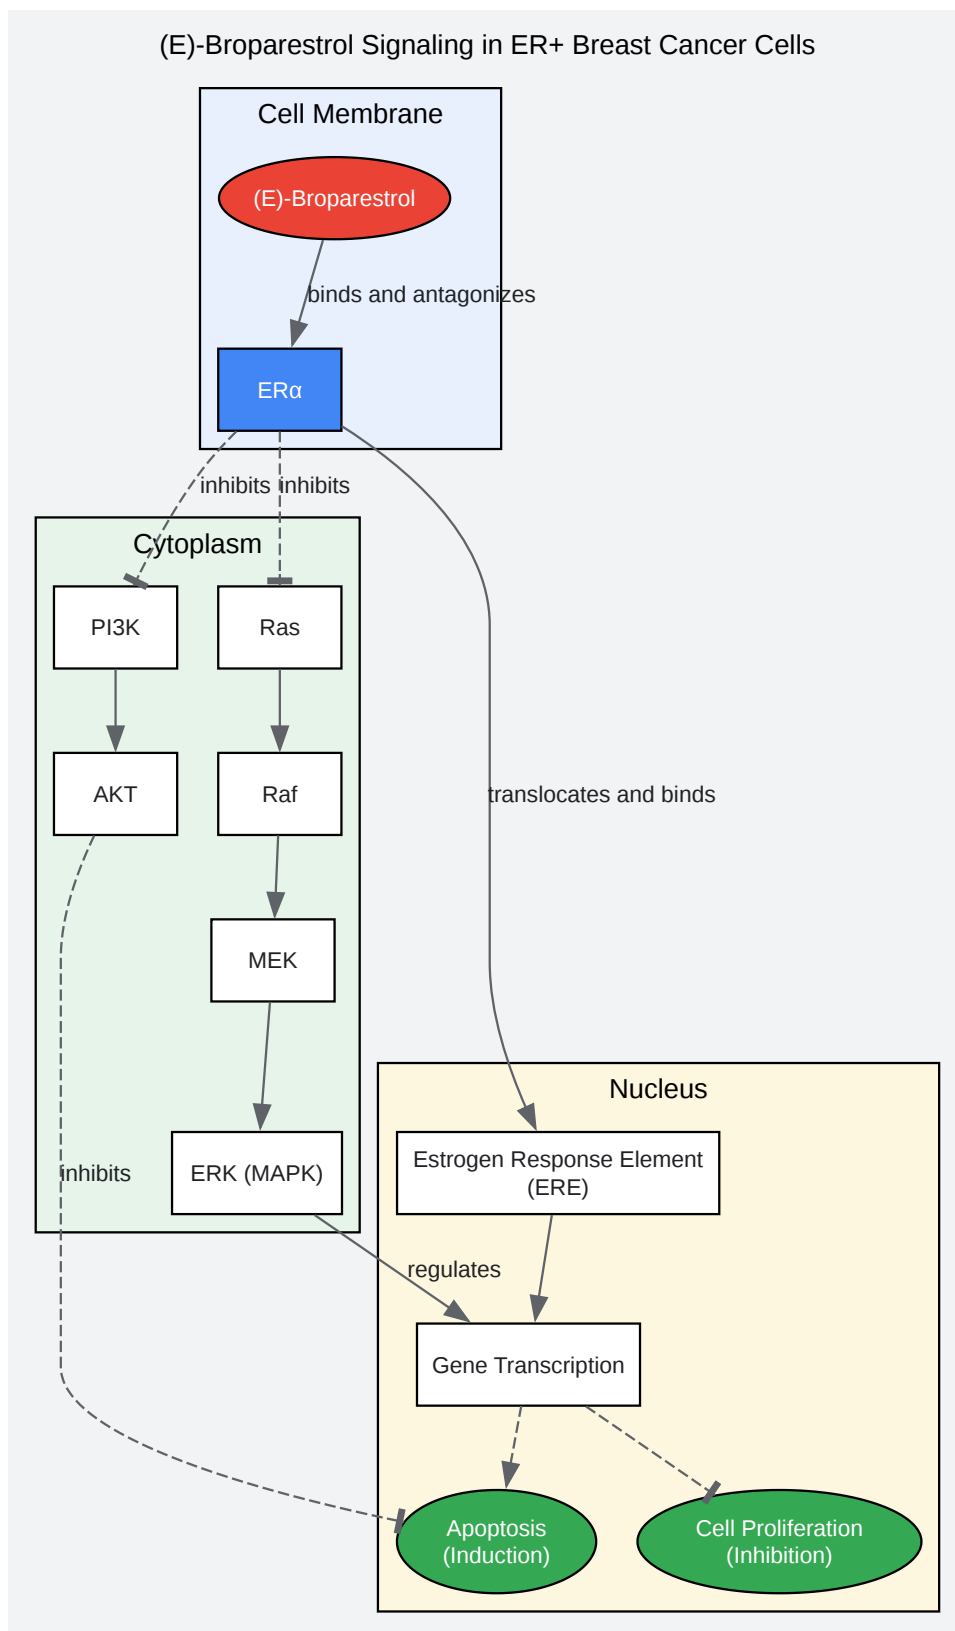 (E)-Broparestrol Signaling in ER+ Breast Cancer Cells
Cell Membrane
(E)-Broparestrol
binds and antagonizes
ERα
inhibits
inhibits
Cytoplasm
PI3K
Ras
AKT
Raf
translocates and binds
MEK
Nucleus
inhibits
ERK (MAPK)
Estrogen Response Element
(ERE)
regulates
Gene Transcription
Apoptosis
(Induction)
Cell Proliferation
(Inhibition)